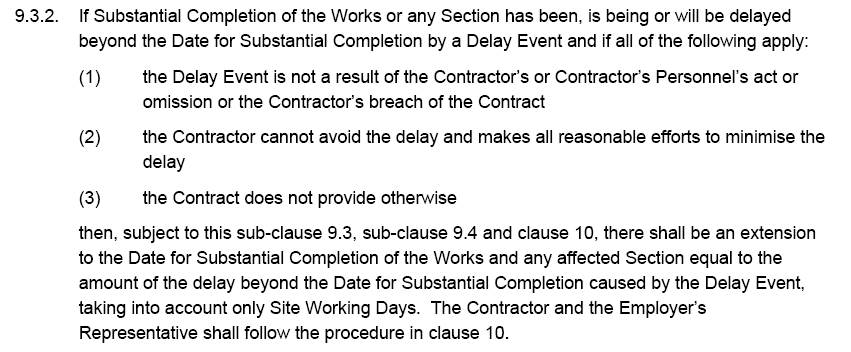 9.3.2. If Substantial Completion of the Works or any Section has been, is being or will be delayed
beyond the Date for Substantial Completion by a Delay Event and if all of the following apply:
(1) the Delay Event is not a result of the Contractor's or Contractor's Personnel's act or
omission or the Contractor's breach of the Contract
(2) the Contractor cannot avoid the delay and makes all reasonable efforts to minimise the
delay
(3) the Contract does not provide otherwise
then, subject to this sub-clause 9.3, sub-clause 9.4 and clause 10, there shall be an extension
to the Date for Substantial Completion of the Works and any affected Section equal to the
amount of the delay beyond the Date for Substantial Completion caused by the Delay Event,
taking into account only Site Working Days.  The Contractor and the Employer's
Representative shall follow the procedure in clause 10.